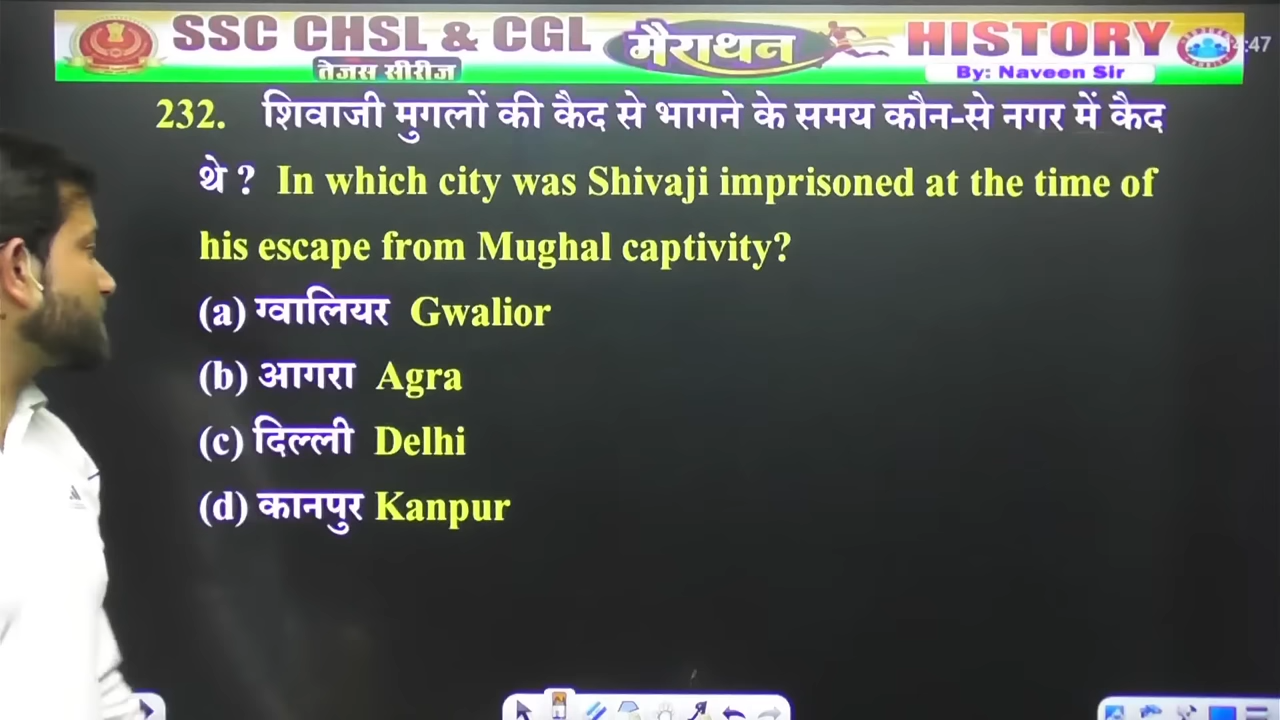 SSC CHSL & CGL
तेजस सीरीज
मैराथन
HISTORY
By: Naveen Sir
:47
232. शिवाजी मुगलों की कैद से भागने के समय कौन-से नगर में कैद
थे ? In which city was Shivaji imprisoned at the time of
his escape from Mughal captivity?
(a) ग्वालियर Gwalior
(b) आगरा Agra
(c) दिल्ली Delhi
(d) कानपुर Kanpur